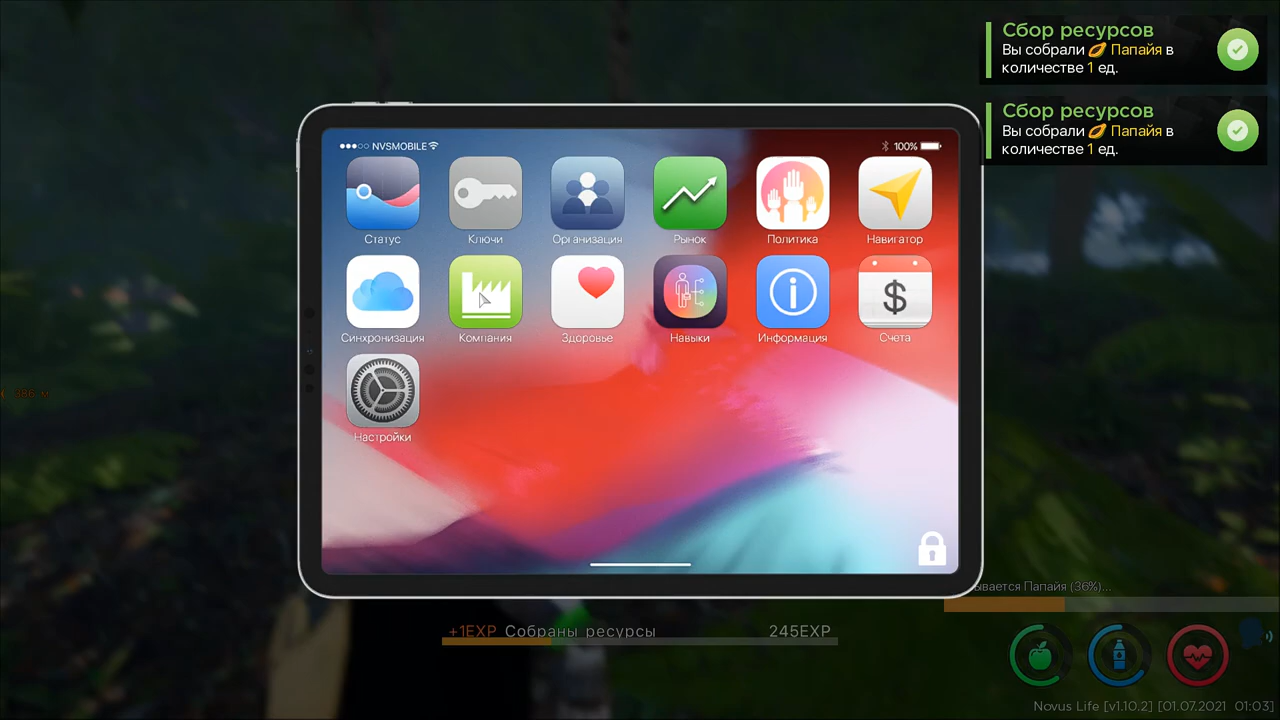 Сбор ресурсов
Вы собрали Папайя в
количестве 1 ед.
Сбор ресурсов
Вы собрали Папайя в
количестве 1 ед.
NVSMOBILE
100%
Статус
Ключи
Организация
Рынок
Политика
Навигатор
Синхронизация
Компания
Здоровье
Навыки
Информация
Счета
Настройки
ывается Папайя (36%)...
+1EXP Собраны ресурсы 245EXP
Novus Life [v1.10.2] [01.07.2021 01:03]